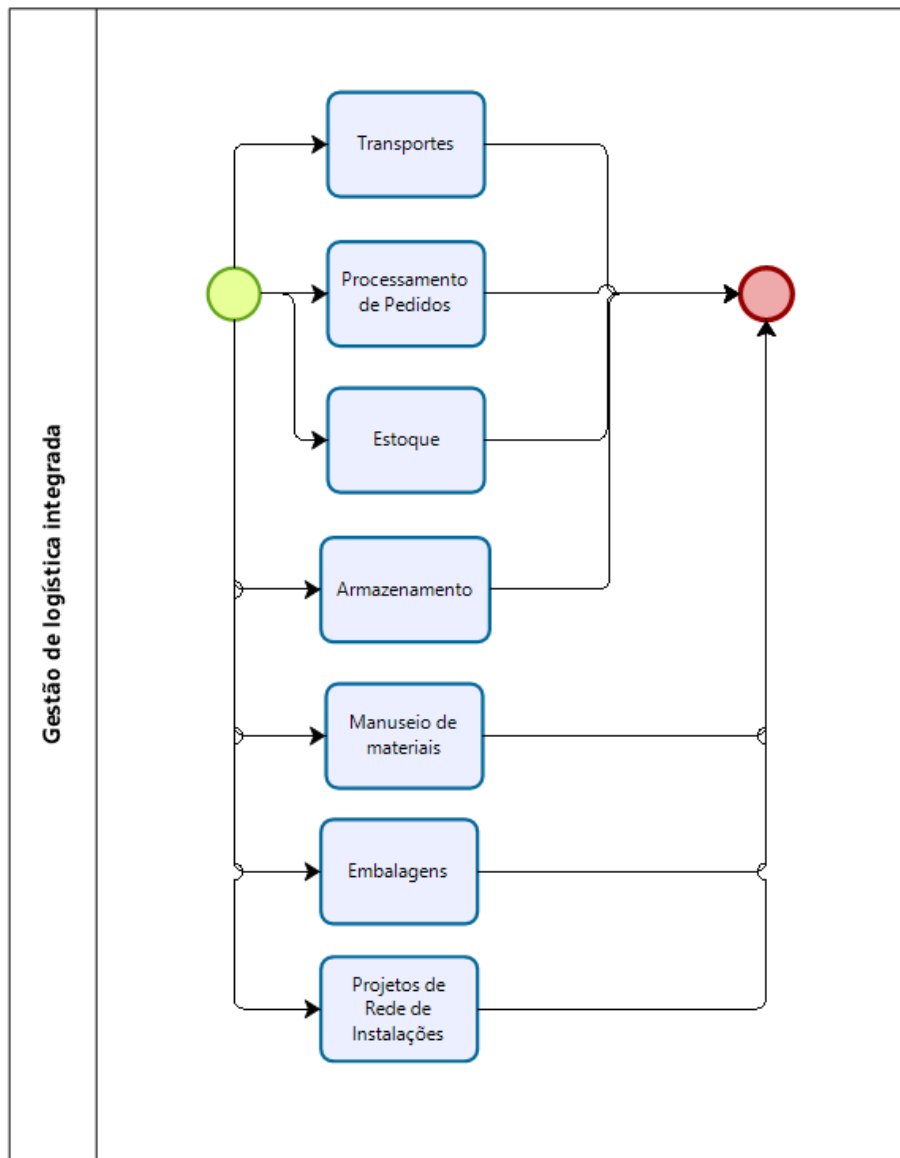 Gestão de logística integrada
Transportes
Processamento
de Pedidos
Estoque
Armazenamento
Manuseio de
materiais
Embalagens
Projetos de
Rede de
Instalações